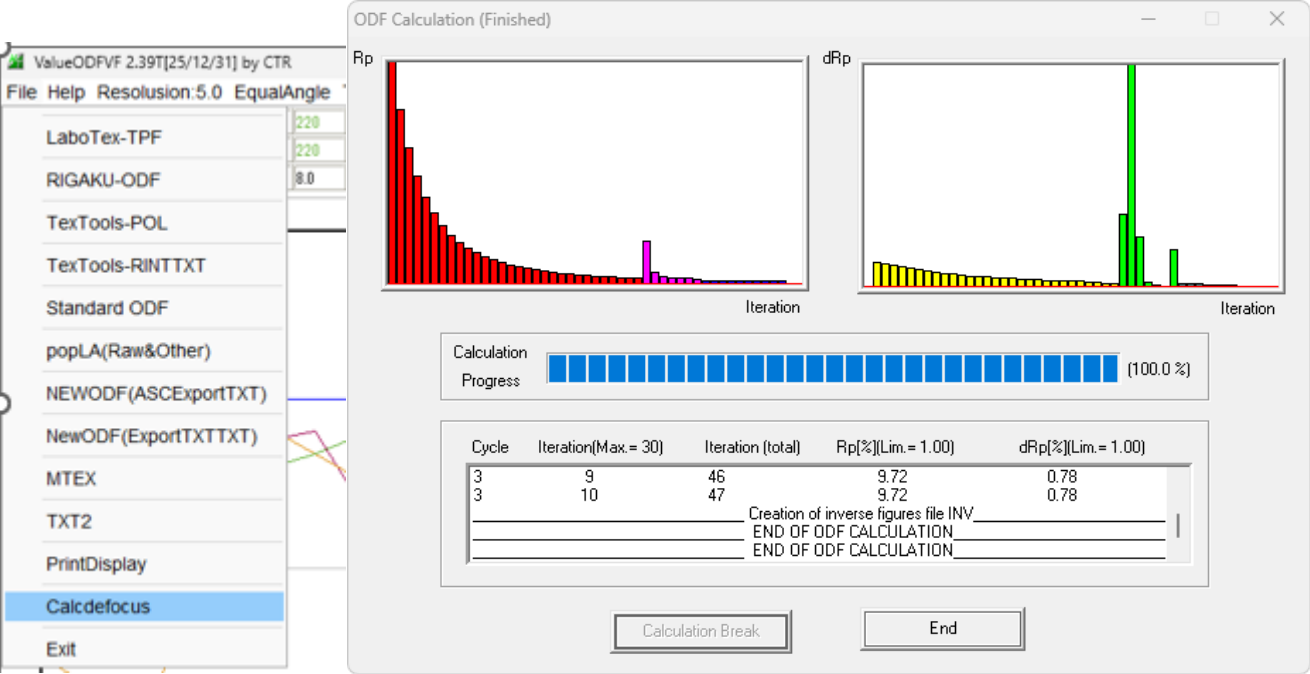 ValueODFVF 2.39T[25/12/31] by CTR
File Help Resolusion:5.0 EqualAngle
220
220
8.0
LaboTex-TPF
RIGAKU-ODF
TexTools-POL
TexTools-RINTTXT
Standard ODF
popLA(Raw&Other)
NEWODF(ASCExportTXT)
NewODF(ExportTXTTXT)
MTEX
TXT2
PrintDisplay
Calcdefocus
Exit
ODF Calculation (Finished)
Rp
Iteration
dRp
Iteration
Calculation
Progress
(100.0 %)
Cycle Iteration(Max.= 30) Iteration (total) Rp[%](Lim.= 1.00) dRp[%](Lim.= 1.00)
3 9 46 9.72 0.78
3 10 47 9.72 0.78
Creation of inverse figures file INV
END OF ODF CALCULATION
END OF ODF CALCULATION
Calculation Break
End